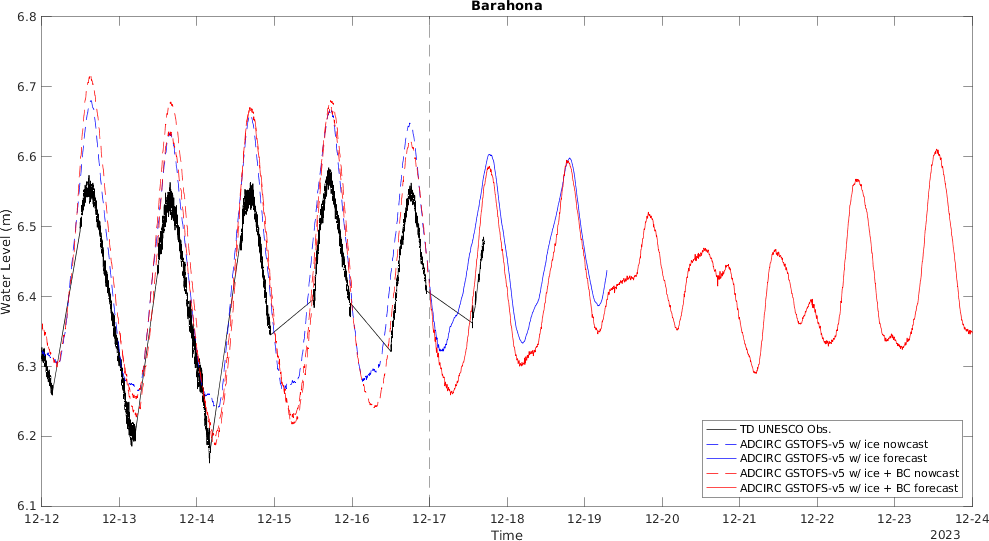 Barahona
6.8
6.7
6.6
6.5
6.4
6.3
6.2
6.1
Water Level (m)
12-12 12-13 12-14 12-15 12-16 12-17 12-18 12-19 12-20 12-21 12-22 12-23 12-24
Time
2023
TD UNESCO Obs.
ADCIRC GSTOFS-v5 w/ ice nowcast
ADCIRC GSTOFS-v5 w/ ice forecast
ADCIRC GSTOFS-v5 w/ ice + BC nowcast
ADCIRC GSTOFS-v5 w/ ice + BC forecast